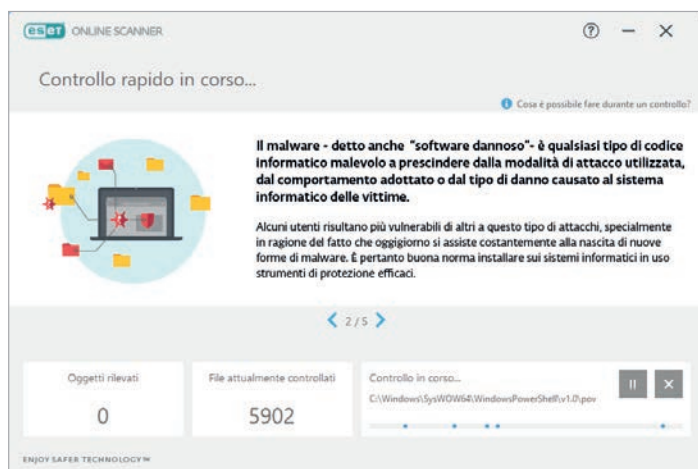 eset ONLINE SCANNER
Controllo rapido in corso...
Cosa è possibile fare durante un controllo?
Il malware - detto anche "software dannoso"- è qualsiasi tipo di codice
informatico malevolo a prescindere dalla modalità di attacco utilizzata,
dal comportamento adottato o dal tipo di danno causato al sistema
informatico delle vittime.
Alcuni utenti risultano più vulnerabili di altri a questo tipo di attacchi, specialmente
in ragione del fatto che oggigiorno si assiste costantemente alla nascita di nuove
forme di malware. È pertanto buona norma installare sui sistemi informatici in uso
strumenti di protezione efficaci.
2/5
Oggetti rilevati
0
File attualmente controllati
5902
Controllo in corso...
C:\Windows\SysWOW64\WindowsPowerShell\v1.0\pow
ENJOY SAFER TECHNOLOGY™